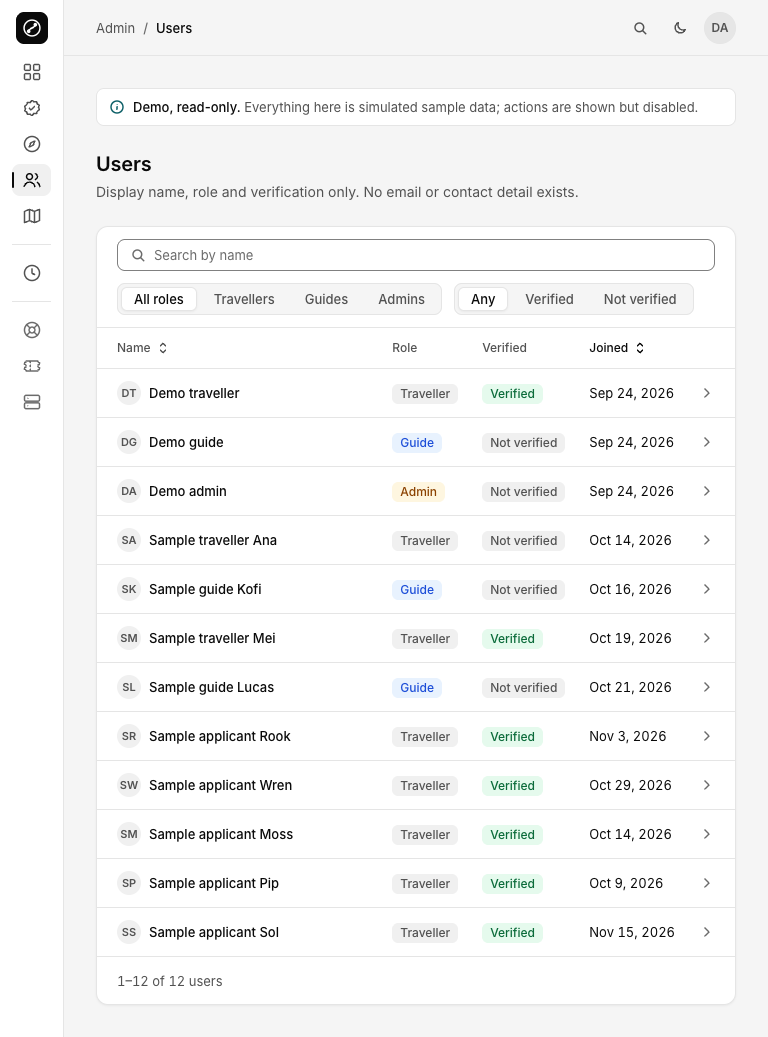 Admin / Users
DA
Demo, read-only. Everything here is simulated sample data; actions are shown but disabled.
Users
Display name, role and verification only. No email or contact detail exists.
Search by name
All roles Travellers Guides Admins Any Verified Not verified
Name Role Verified Joined
DT Demo traveller Traveller Verified Sep 24, 2026
DG Demo guide Guide Not verified Sep 24, 2026
DA Demo admin Admin Not verified Sep 24, 2026
SA Sample traveller Ana Traveller Not verified Oct 14, 2026
SK Sample guide Kofi Guide Not verified Oct 16, 2026
SM Sample traveller Mei Traveller Verified Oct 19, 2026
SL Sample guide Lucas Guide Not verified Oct 21, 2026
SR Sample applicant Rook Traveller Verified Nov 3, 2026
SW Sample applicant Wren Traveller Verified Oct 29, 2026
SM Sample applicant Moss Traveller Verified Oct 14, 2026
SP Sample applicant Pip Traveller Verified Oct 9, 2026
SS Sample applicant Sol Traveller Verified Nov 15, 2026
1–12 of 12 users